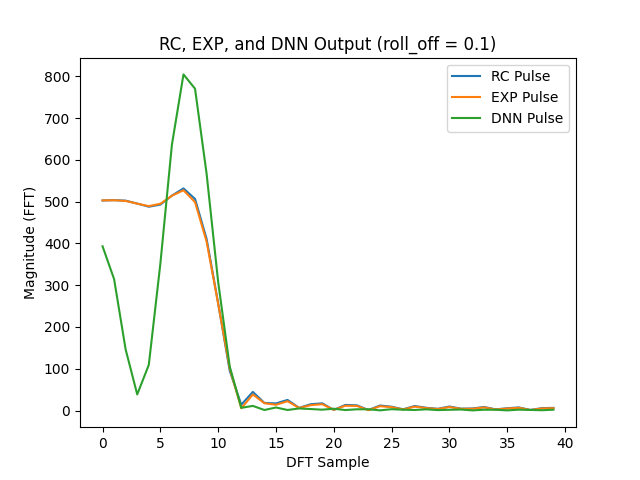 RC, EXP, and DNN Output (roll_off = 0.1)
RC Pulse
EXP Pulse
DNN Pulse
Magnitude (FFT)
800
700
600
500
400
300
200
100
0
0 5 10 15 20 25 30 35 40
DFT Sample